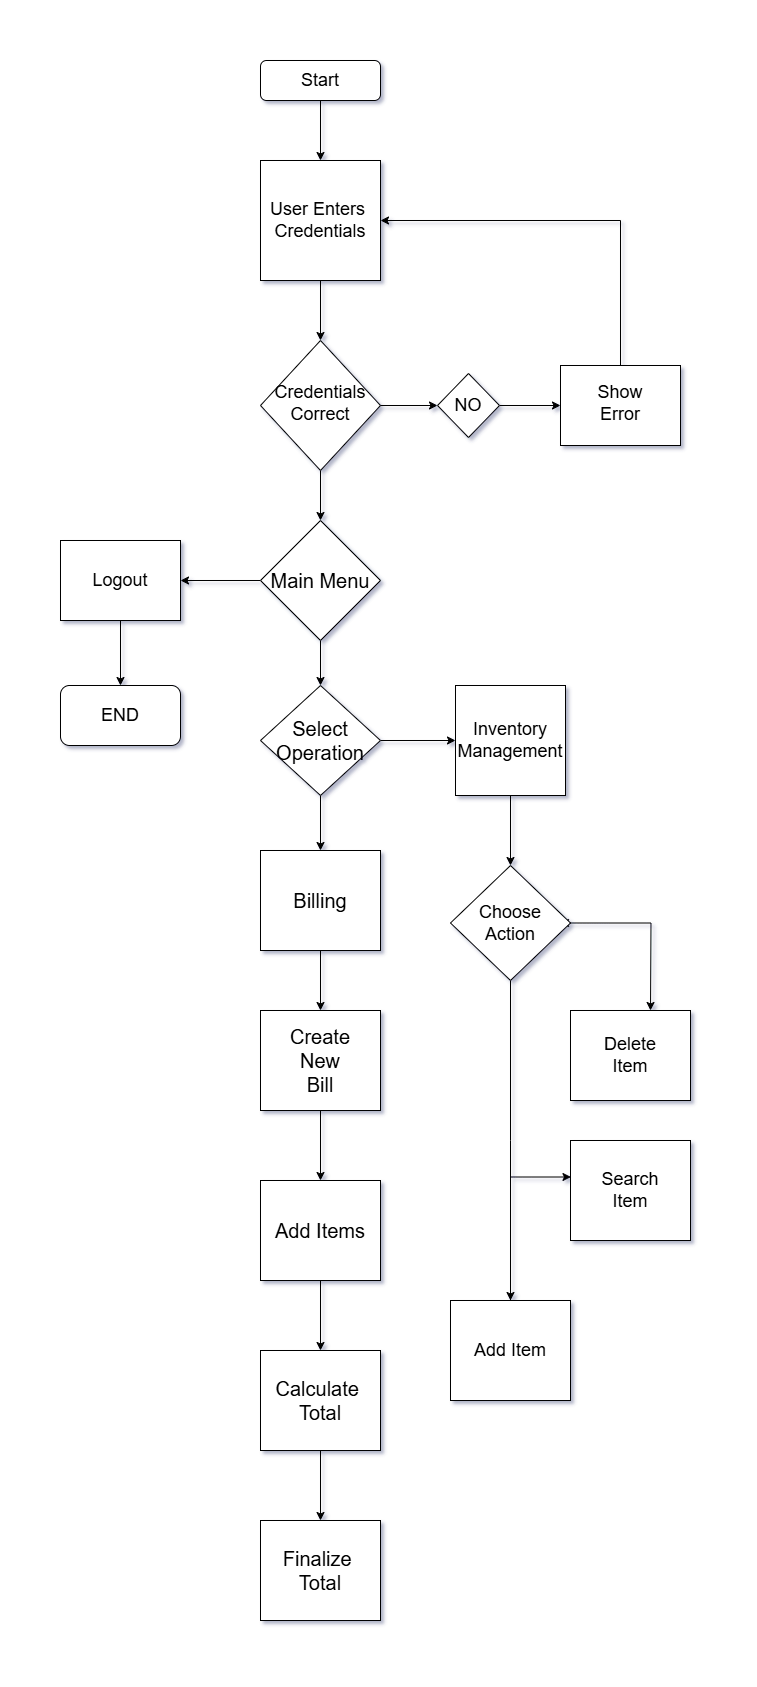 Start
User Enters
Credentials
Credentials
Correct
NO
Show
Error
Logout
Main Menu
END
Select
Operation
Inventory
Management
Billing
Choose
Action
Create
New
Bill
Delete
Item
Add Items
Search
Item
Calculate
Total
Add Item
Finalize
Total